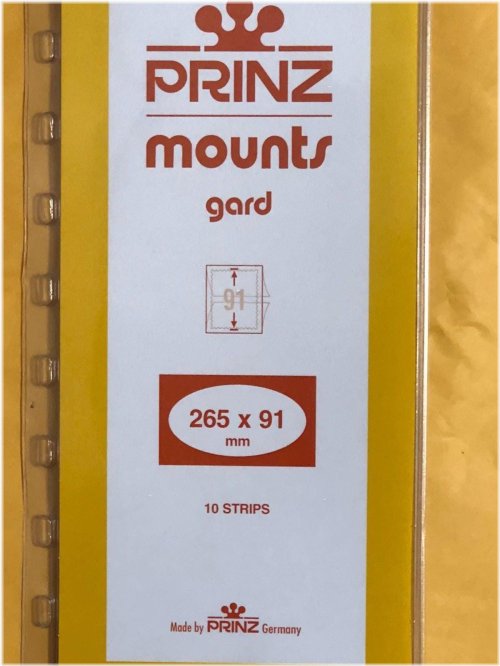 PRINZ
mounts
gard
91
265 x 91
mm
10 STRIPS
Made by PRINZ Germany